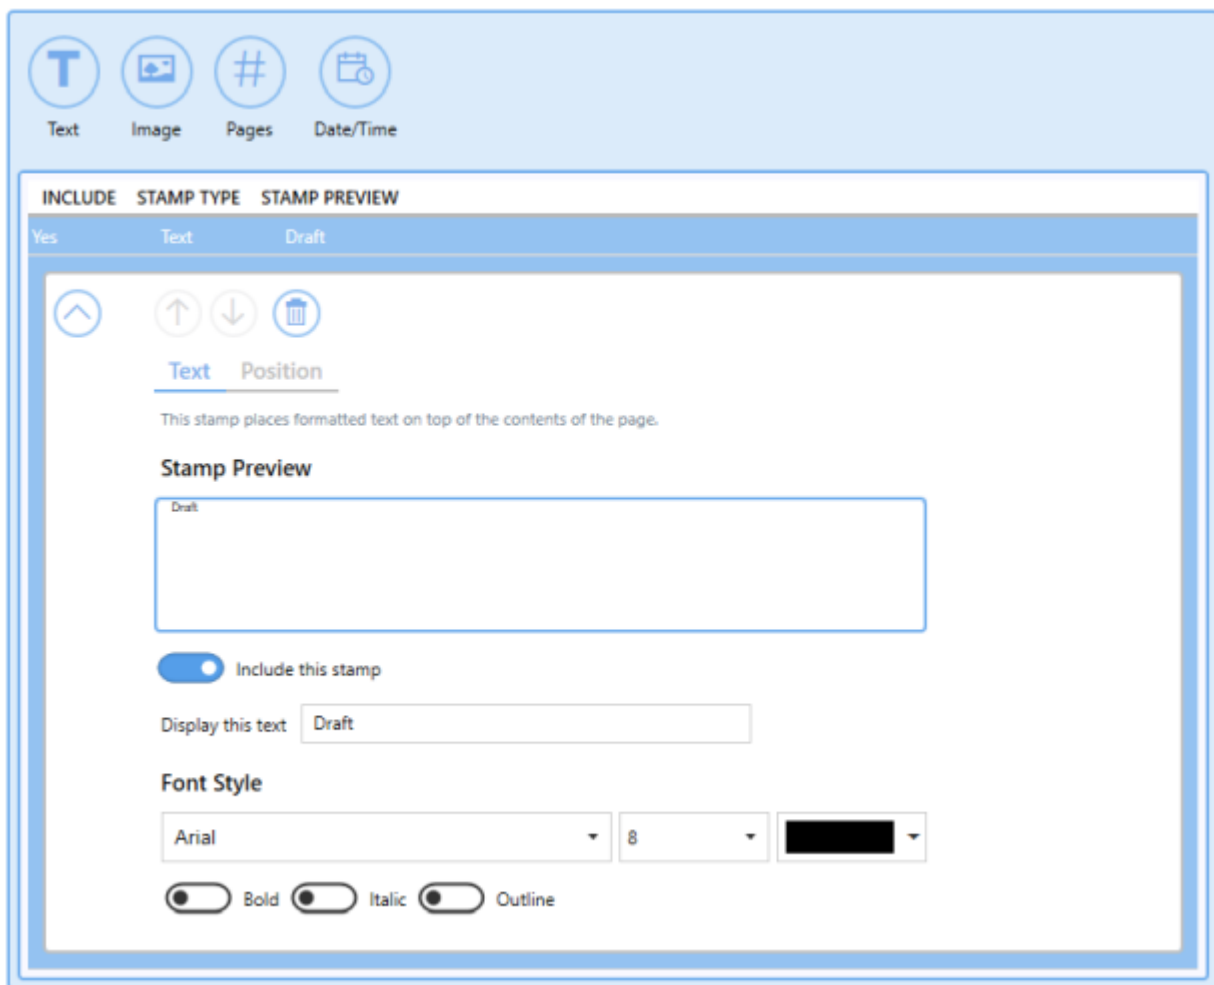 Text Image Pages Date/Time
INCLUDE STAMP TYPE STAMP PREVIEW
Yes Text Draft
Text Position
This stamp places formatted text on top of the contents of the page.
Stamp Preview
Draft
Include this stamp
Display this text Draft
Font Style
Arial 8
Bold Italic Outline